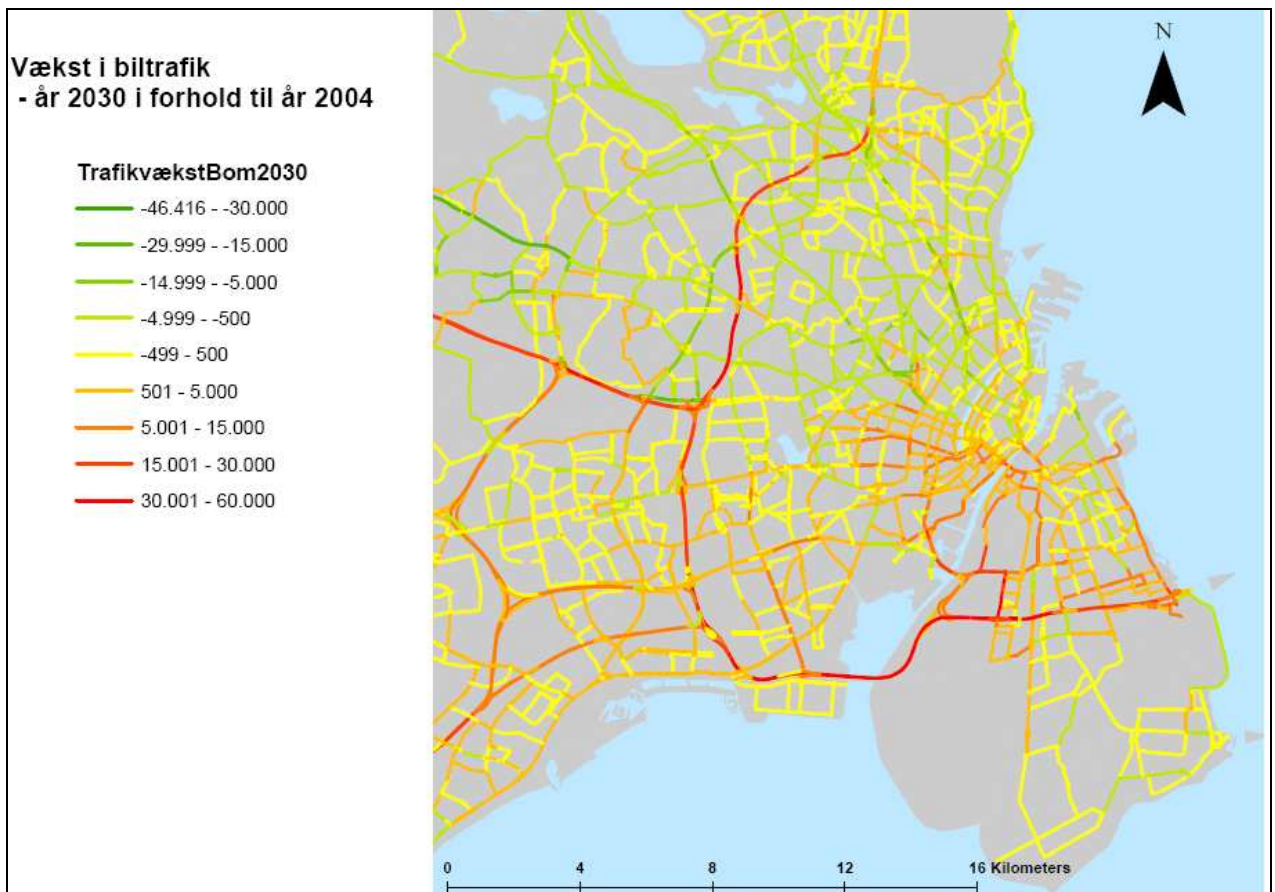 Vækst i biltrafik
- år 2030 i forhold til år 2004
TrafikvækstBom2030
-46.416 - -30.000
-29.999 - -15.000
-14.999 - -5.000
-4.999 - -500
-499 - 500
501 - 5.000
5.001 - 15.000
15.001 - 30.000
30.001 - 60.000
N
0 4 8 12 16 Kilometers